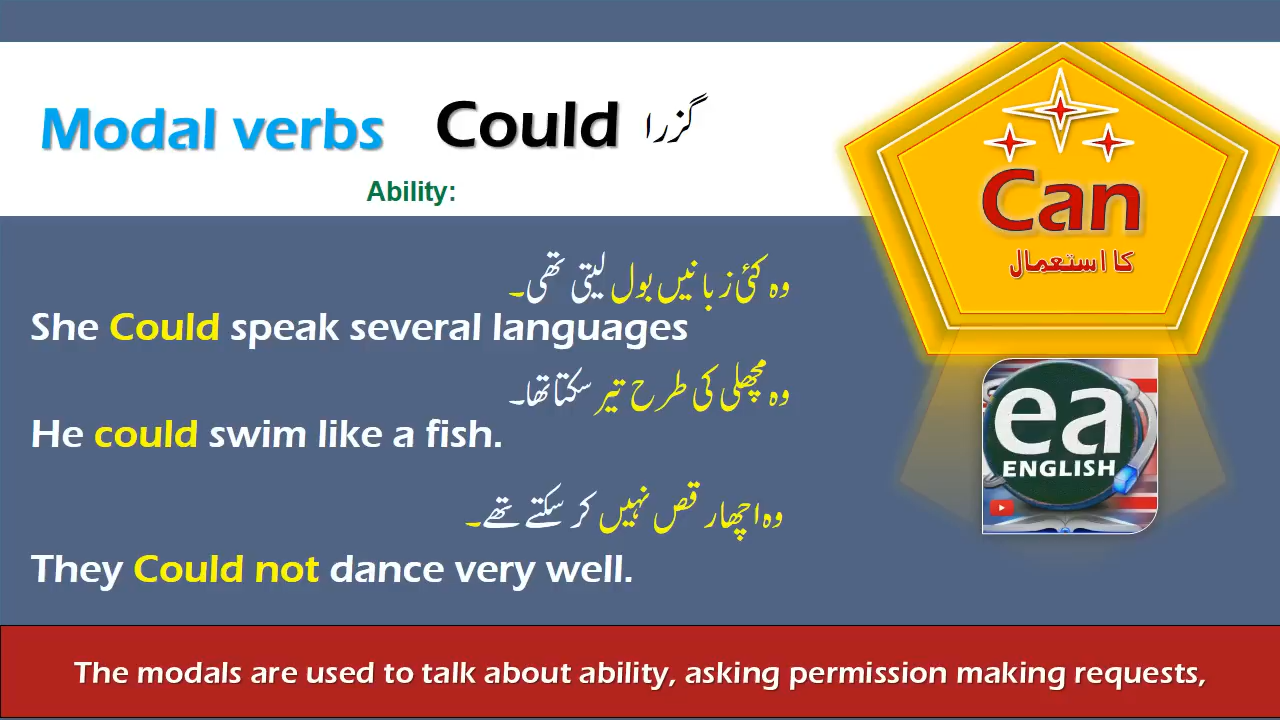 Modal verbs Could گزرا
Ability:
Can
کا استعمال
وہ کئی زبانیں بول لیتی تھی۔
She Could speak several languages
وہ مچھلی کی طرح تیر سکتا تھا۔
He could swim like a fish.
وہ اچھا رقص نہیں کر سکتے تھے۔
They Could not dance very well.
ea
ENGLISH
The modals are used to talk about ability, asking permission making requests,